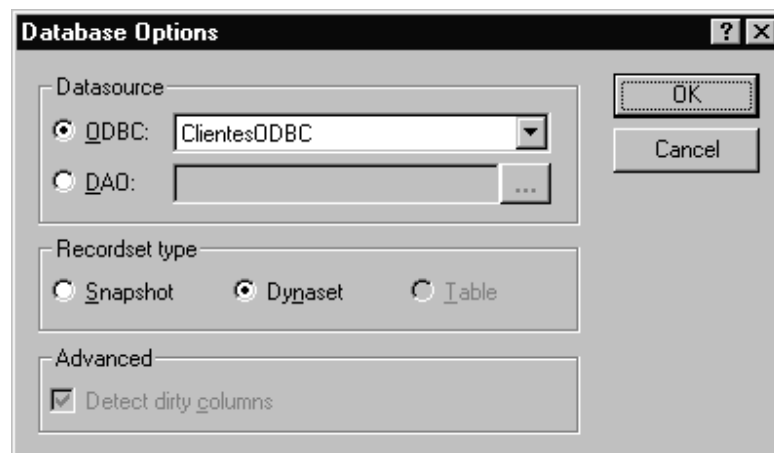 Database Options
Datasource
ODBC: ClientesODBC
OK
DAO: ...
Cancel
Recordset type
Snapshot Dynaset Table
Advanced
Detect dirty columns